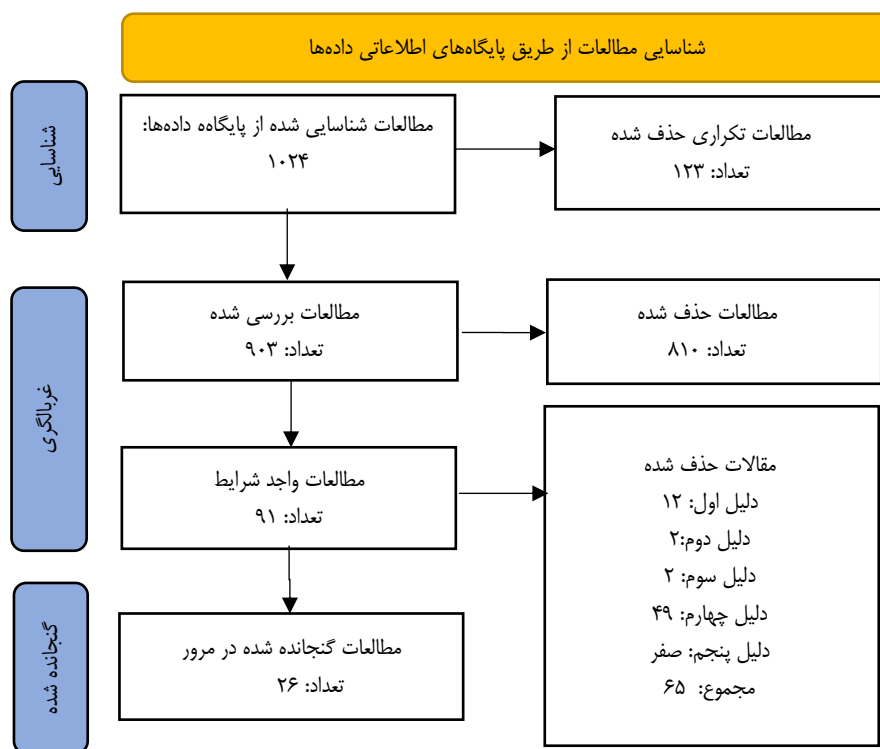 شناسایی مطالعات از طریق پایگاه‌های اطلاعاتی داده‌ها
شناسایی
مطالعات شناسایی شده از پایگاه‌ه داده‌ها:
۱۰۲۴
مطالعات تکراری حذف شده
تعداد: ۱۲۳
غربالگری
مطالعات بررسی شده
تعداد: ۹۰۳
مطالعات حذف شده
تعداد: ۸۱۰
مطالعات واجد شرایط
تعداد: ۹۱
مقالات حذف شده
دلیل اول: ۱۲
دلیل دوم:۲
دلیل سوم: ۲
دلیل چهارم: ۴۹
دلیل پنجم: صفر
مجموع: ۶۵
گنجانده شده
مطالعات گنجانده شده در مرور
تعداد: ۲۶